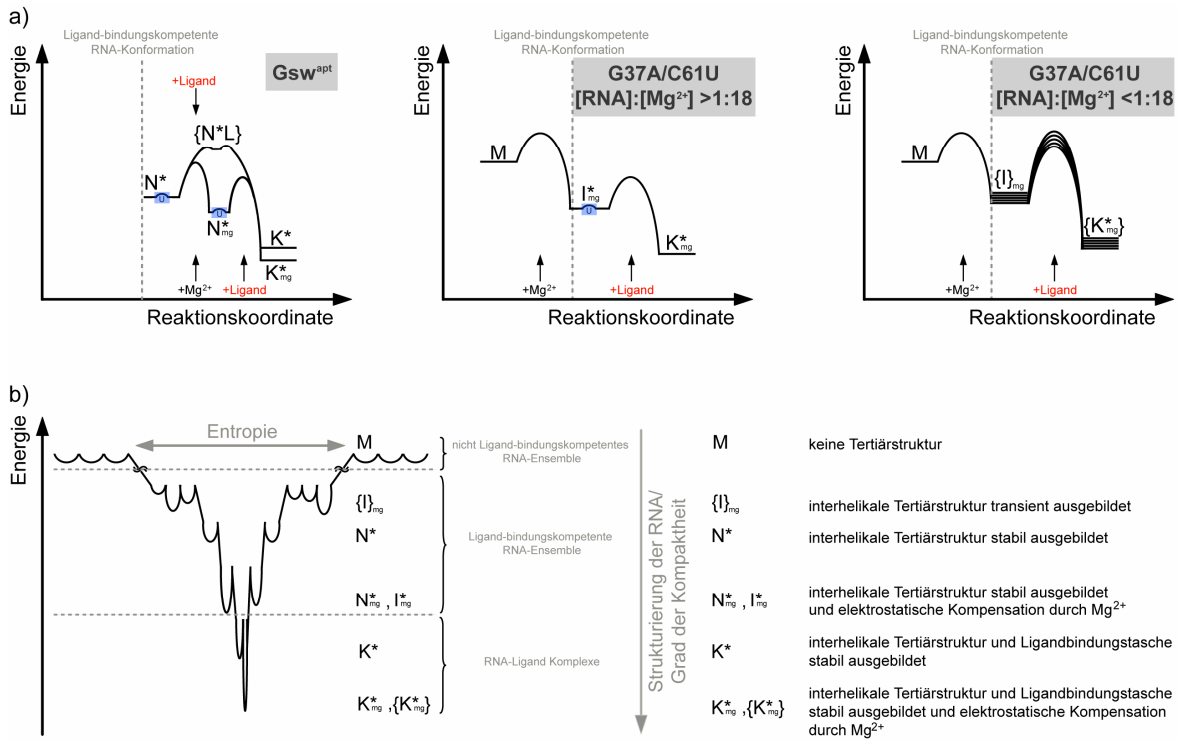 a)
Ligand-bindungskompetente
RNA-Konformation
Energie
Gsw^apt
+Ligand
{N*L}
N*
U
U
N*mg
K*
K*mg
+Mg²⁺
+Ligand
Reaktionskoordinate
Ligand-bindungskompetente
RNA-Konformation
Energie
G37A/C61U
[RNA]:[Mg²⁺] >1:18
M
I*mg
U
K*mg
+Mg²⁺
+Ligand
Reaktionskoordinate
Ligand-bindungskompetente
RNA-Konformation
Energie
G37A/C61U
[RNA]:[Mg²⁺] <1:18
M
{I}mg
{K*mg}
+Mg²⁺
+Ligand
Reaktionskoordinate
b)
Energie
Entropie
M
{I}mg
N*
N*mg , I*mg
K*
K*mg ,{K*mg}
nicht Ligand-bindungskompetentes
RNA-Ensemble
Ligand-bindungskompetente
RNA-Ensemble
RNA-Ligand Komplexe
Strukturierung der RNA/
Grad der Kompaktheit
M keine Tertiärstruktur
{I}mg interhelikale Tertiärstruktur transient ausgebildet
N* interhelikale Tertiärstruktur stabil ausgebildet
N*mg , I*mg interhelikale Tertiärstruktur stabil ausgebildet
und elektrostatische Kompensation durch Mg²⁺
K* interhelikale Tertiärstruktur und Ligandbindungstasche
stabil ausgebildet
K*mg ,{K*mg} interhelikale Tertiärstruktur und Ligandbindungstasche
stabil ausgebildet und elektrostatische Kompensation
durch Mg²⁺